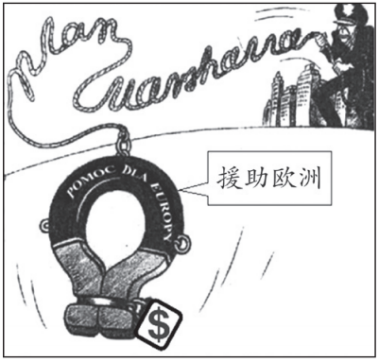 Plan
Marshalla
POMOC DLA EUROPY
援助欧洲
$